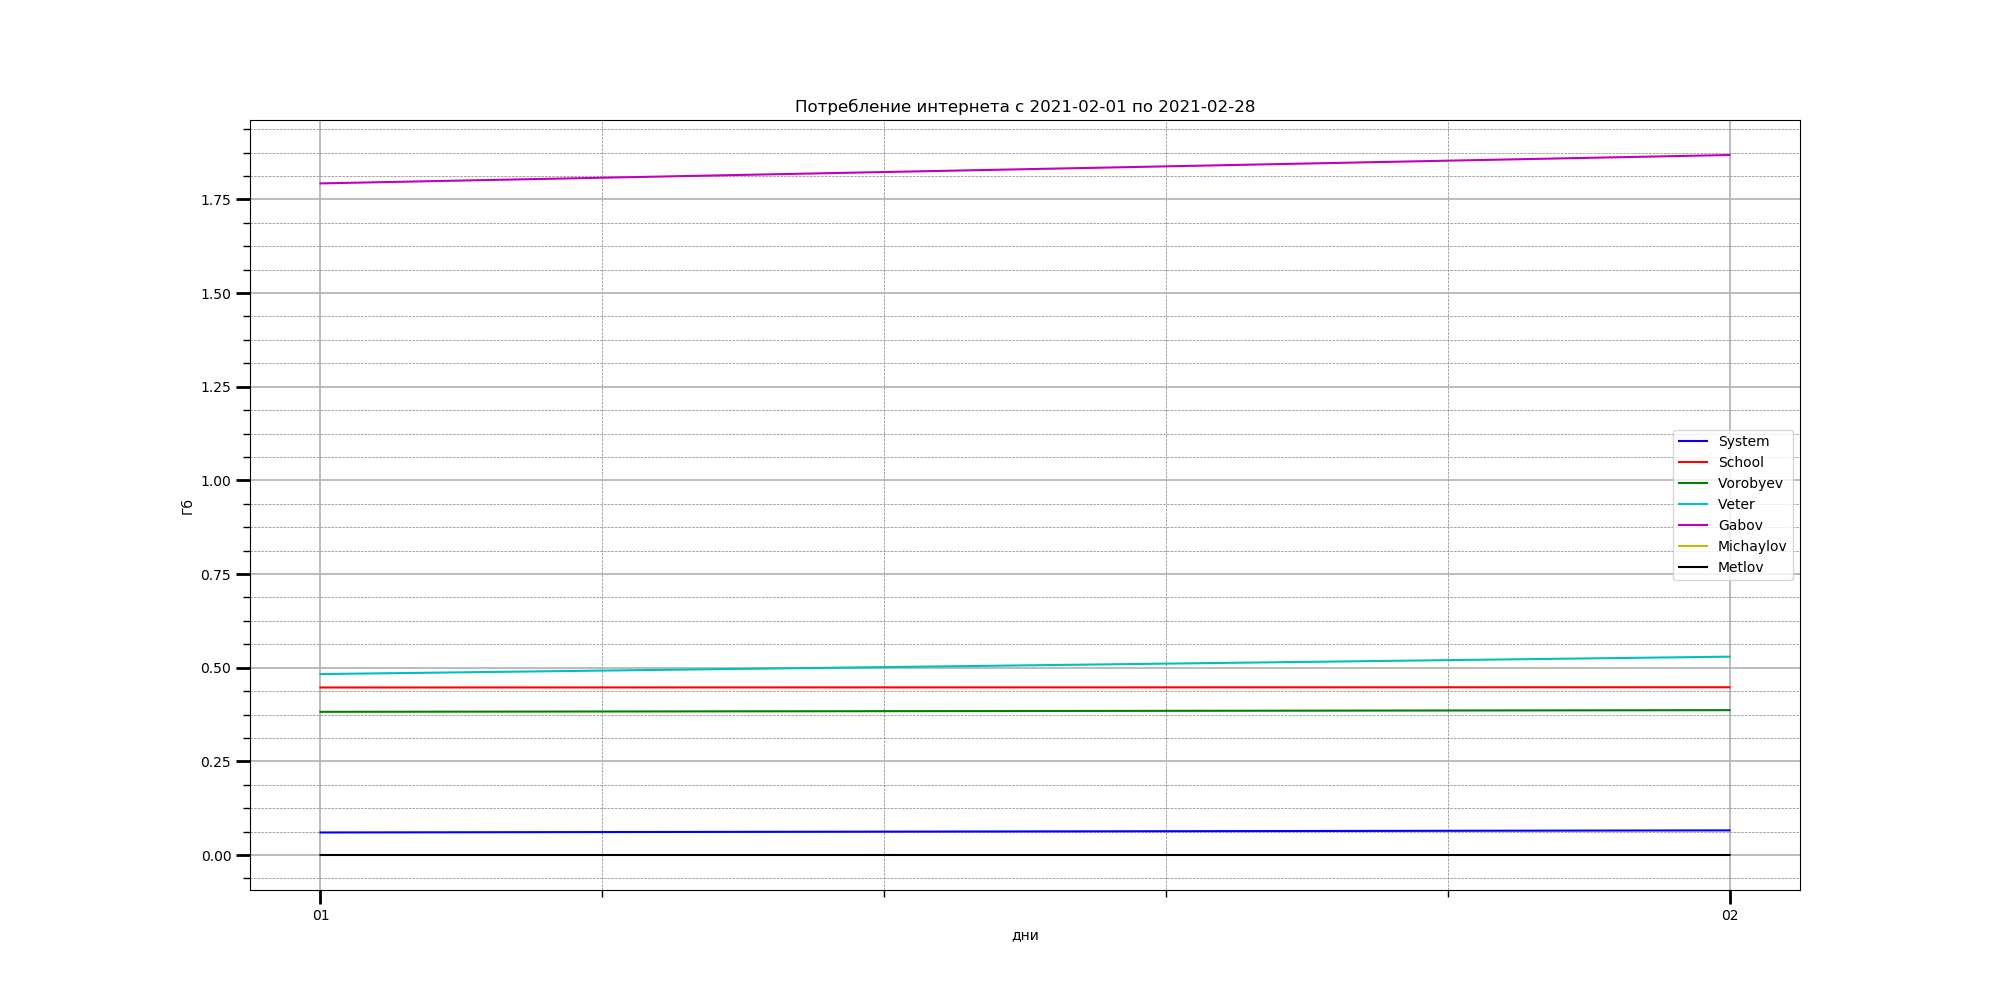 Потребление интернета с 2021-02-01 по 2021-02-28
1.75
1.50
1.25
1.00
0.75
0.50
0.25
0.00
Гб
System
School
Vorobyev
Veter
Gabov
Michaylov
Metlov
01
02
дни